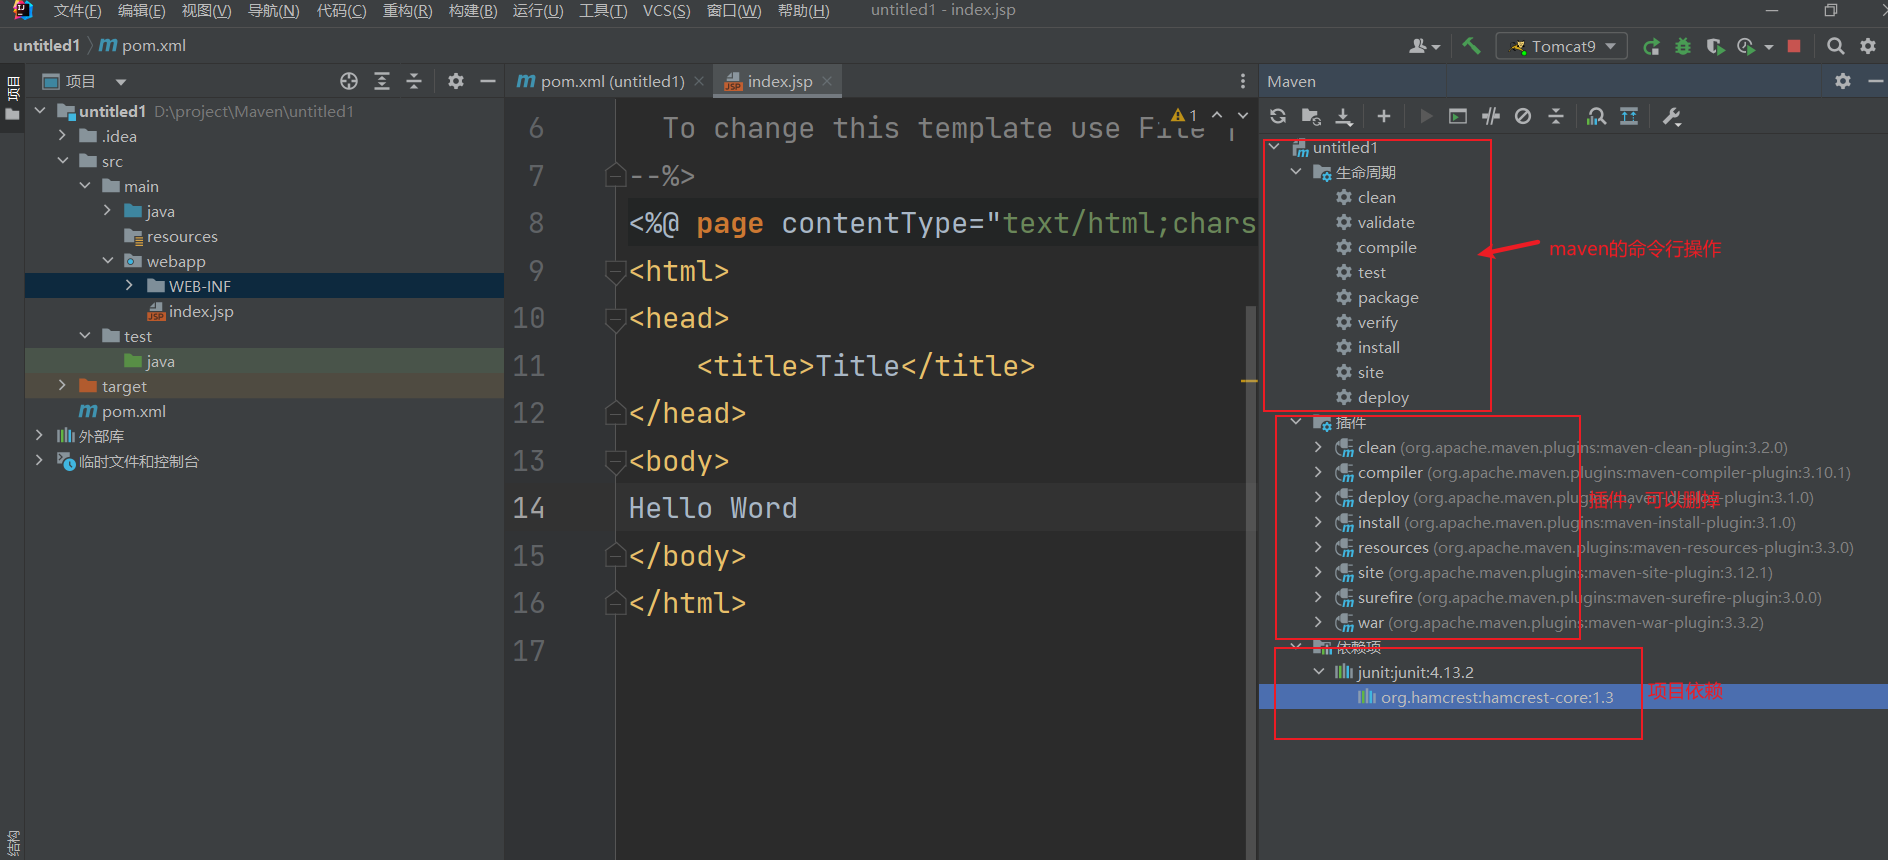 文件(F) 编辑(E) 视图(V) 导航(N) 代码(C) 重构(R) 构建(B) 运行(U) 工具(T) VCS(S) 窗口(W) 帮助(H) untitled1 - index.jsp
untitled1 pom.xml
Tomcat9
项目
项目
pom.xml (untitled1)
index.jsp
Maven
untitled1 D:\project\Maven\untitled1
.idea
src
main
java
resources
webapp
WEB-INF
index.jsp
test
java
target
pom.xml
外部库
临时文件和控制台
结构
1
6 To change this template use File |
7 --%>
8 <%@ page contentType="text/html;chars
9 <html>
10 <head>
11 <title>Title</title>
12 </head>
13 <body>
14 Hello Word
15 </body>
16 </html>
17
untitled1
生命周期
clean
validate
compile
test
package
verify
install
site
deploy
maven的命令行操作
插件
clean (org.apache.maven.plugins:maven-clean-plugin:3.2.0)
compiler (org.apache.maven.plugins:maven-compiler-plugin:3.10.1)
deploy (org.apache.maven.plugins:maven-deploy-plugin:3.1.0)
插件，可以删掉
install (org.apache.maven.plugins:maven-install-plugin:3.1.0)
resources (org.apache.maven.plugins:maven-resources-plugin:3.3.0)
site (org.apache.maven.plugins:maven-site-plugin:3.12.1)
surefire (org.apache.maven.plugins:maven-surefire-plugin:3.0.0)
war (org.apache.maven.plugins:maven-war-plugin:3.3.2)
依赖项
junit:junit:4.13.2
org.hamcrest:hamcrest-core:1.3
项目依赖